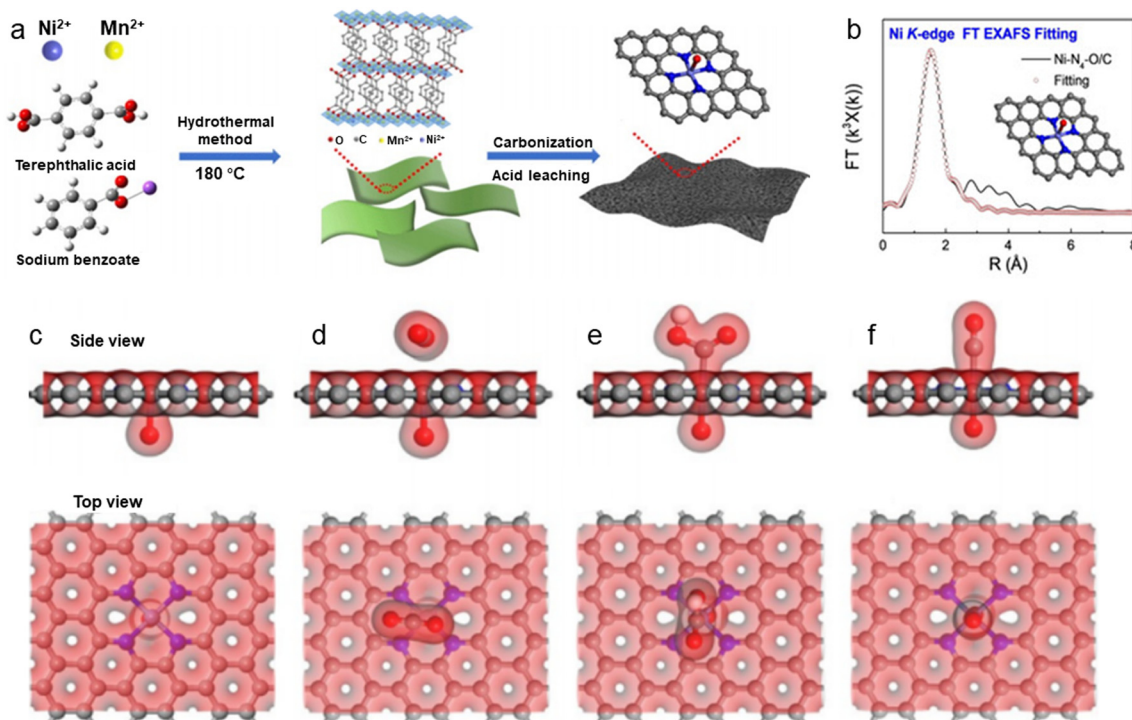 a
Ni²⁺ Mn²⁺
Terephthalic acid
Sodium benzoate
Hydrothermal
method
180 °C
O C Mn²⁺ Ni²⁺
Carbonization
Acid leaching
b
Ni K-edge FT EXAFS Fitting
Ni-N₄-O/C
Fitting
FT (k³X(k))
0 2 4 6 8
R (Å)
c
Side view
d
e
f
Top view